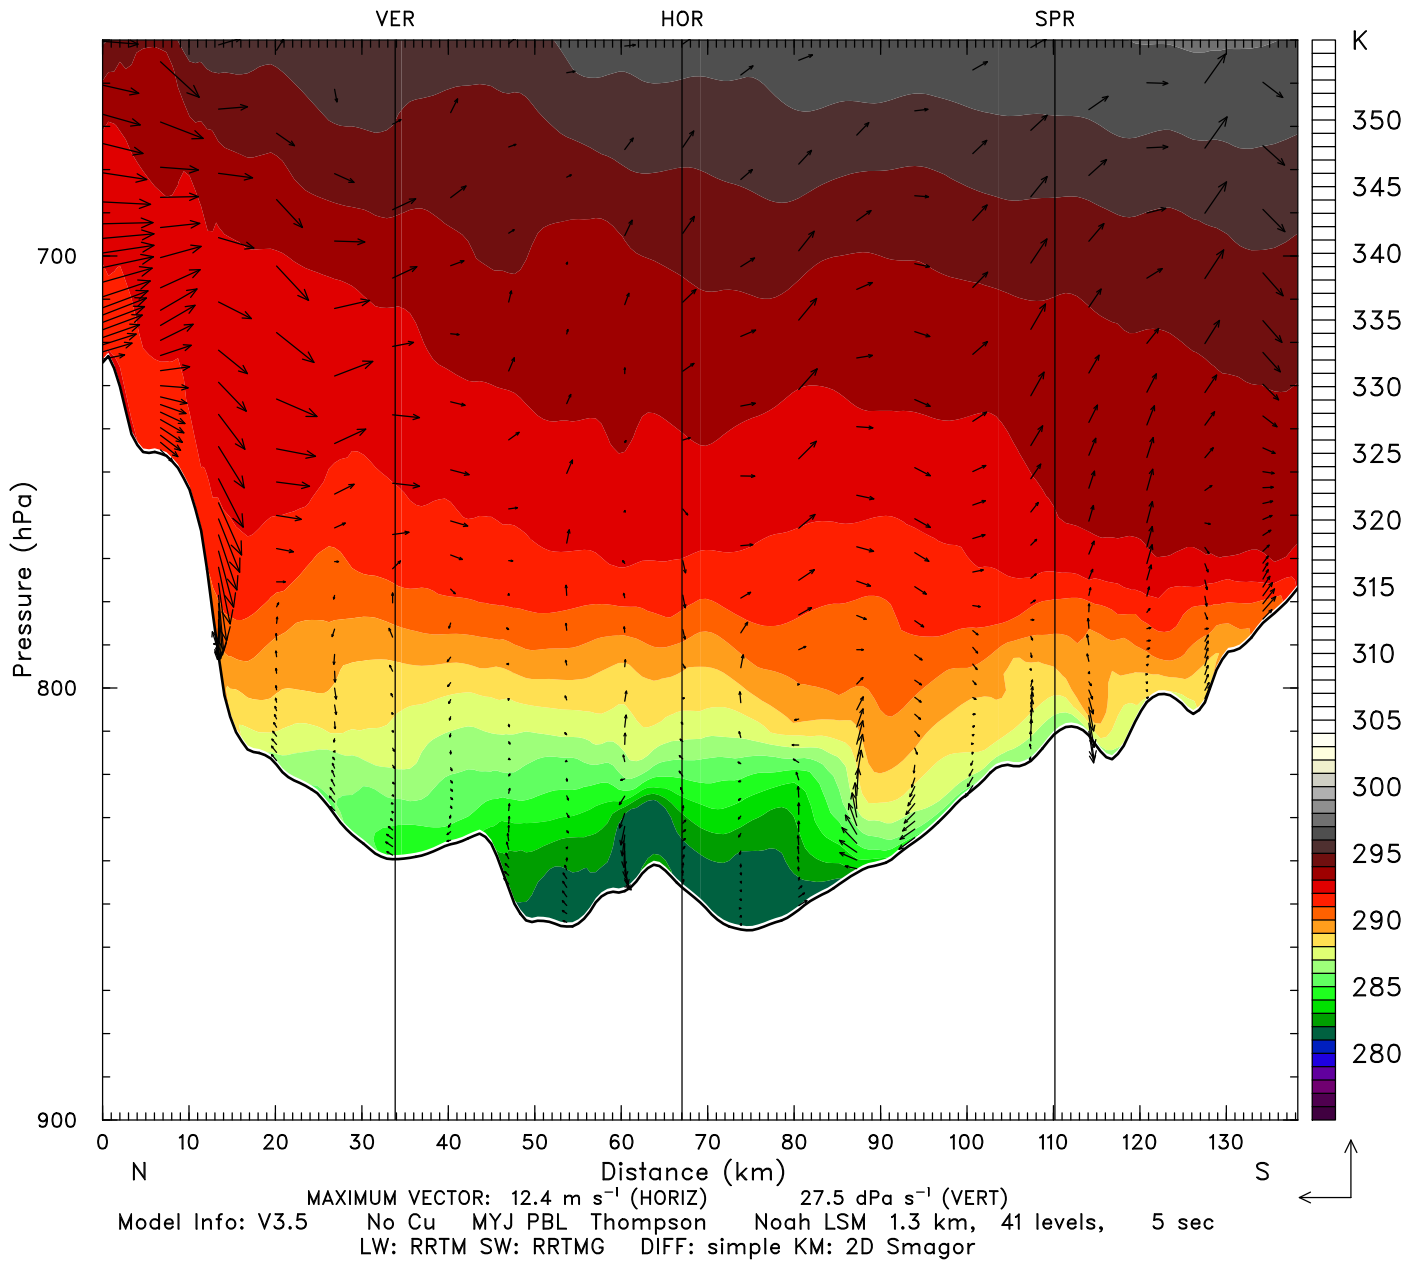 VER HOR SPR
K
350
345
340
335
330
325
320
315
310
305
300
295
290
285
280
Pressure (hPa)
700
800
900
0 10 20 30 40 50 60 70 80 90 100 110 120 130
N Distance (km) S
MAXIMUM VECTOR: 12.4 m s⁻¹ (HORIZ) 27.5 dPa s⁻¹ (VERT)
Model Info: V3.5 No Cu MYJ PBL Thompson Noah LSM 1.3 km, 41 levels, 5 sec
LW: RRTM SW: RRTMG DIFF: simple KM: 2D Smagor